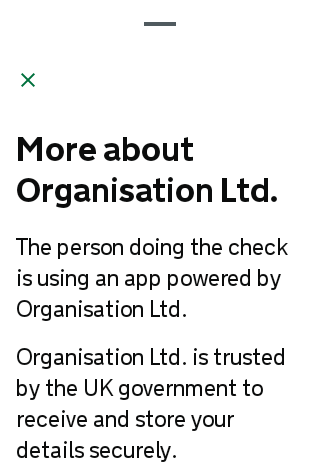 More about
Organisation Ltd.
The person doing the check
is using an app powered by
Organisation Ltd.
Organisation Ltd. is trusted
by the UK government to
receive and store your
details securely.